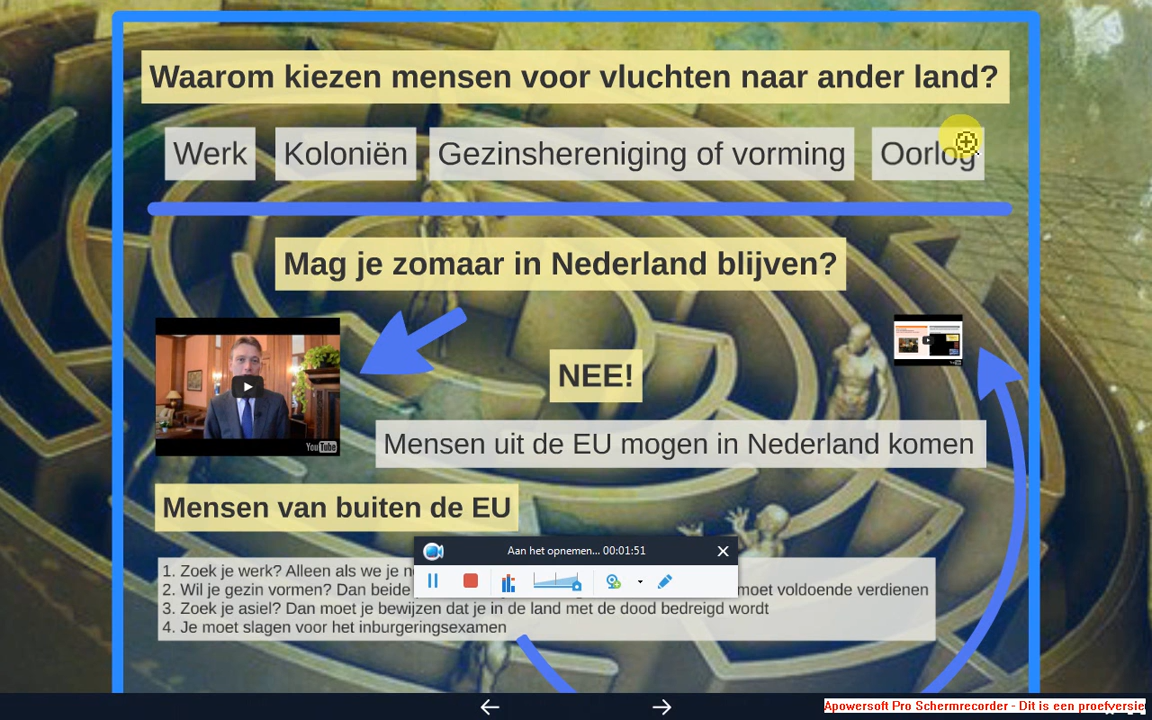 Waarom kiezen mensen voor vluchten naar ander land?
Werk Koloniën Gezinshereniging of vorming Oorlog
Mag je zomaar in Nederland blijven?
NEE!
YouTube
Mensen uit de EU mogen in Nederland komen
Mensen van buiten de EU
Aan het opnemen... 00:01:51
1. Zoek je werk? Alleen als we je n
2. Wil je gezin vormen? Dan beide moet voldoende verdienen
3. Zoek je asiel? Dan moet je bewijzen dat je in de land met de dood bedreigd wordt
4. Je moet slagen voor het inburgeringsexamen
Apowersoft Pro Schermrecorder - Dit is een proefversie